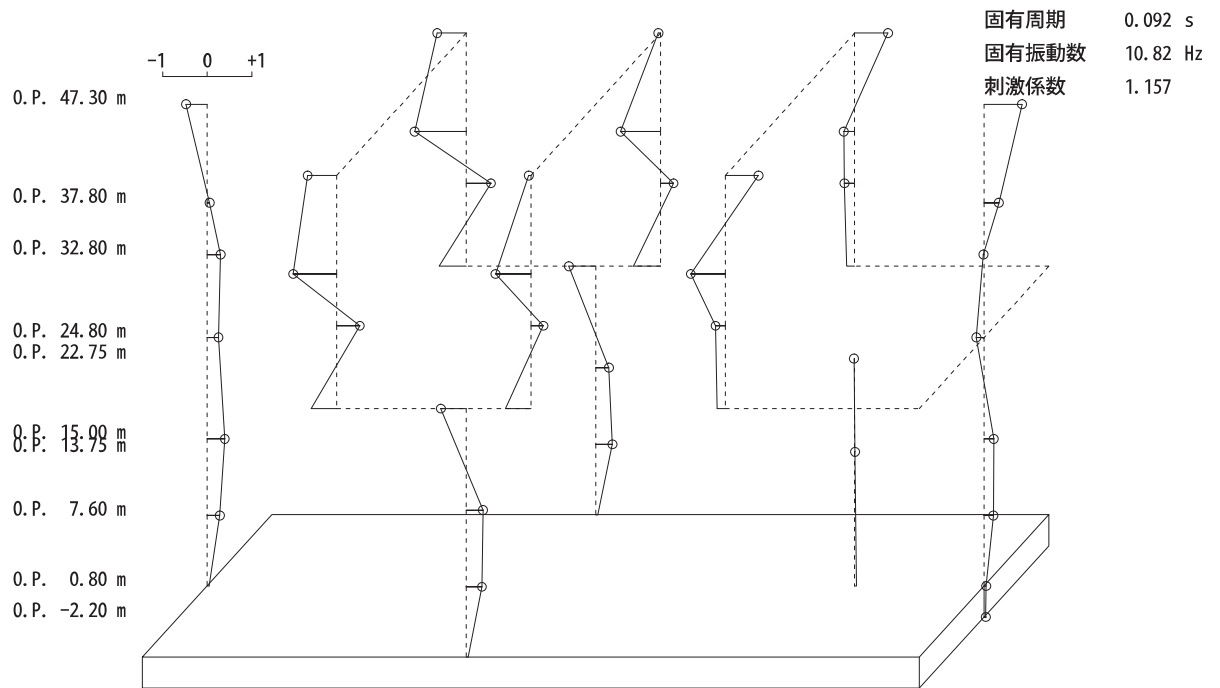 固有周期 0.092 s
固有振動数 10.82 Hz
刺激係数 1.157
-1 0 +1
O.P. 47.30 m
O.P. 37.80 m
O.P. 32.80 m
O.P. 24.80 m
O.P. 22.75 m
O.P. 15.00 m
O.P. 13.75 m
O.P. 7.60 m
O.P. 0.80 m
O.P. -2.20 m